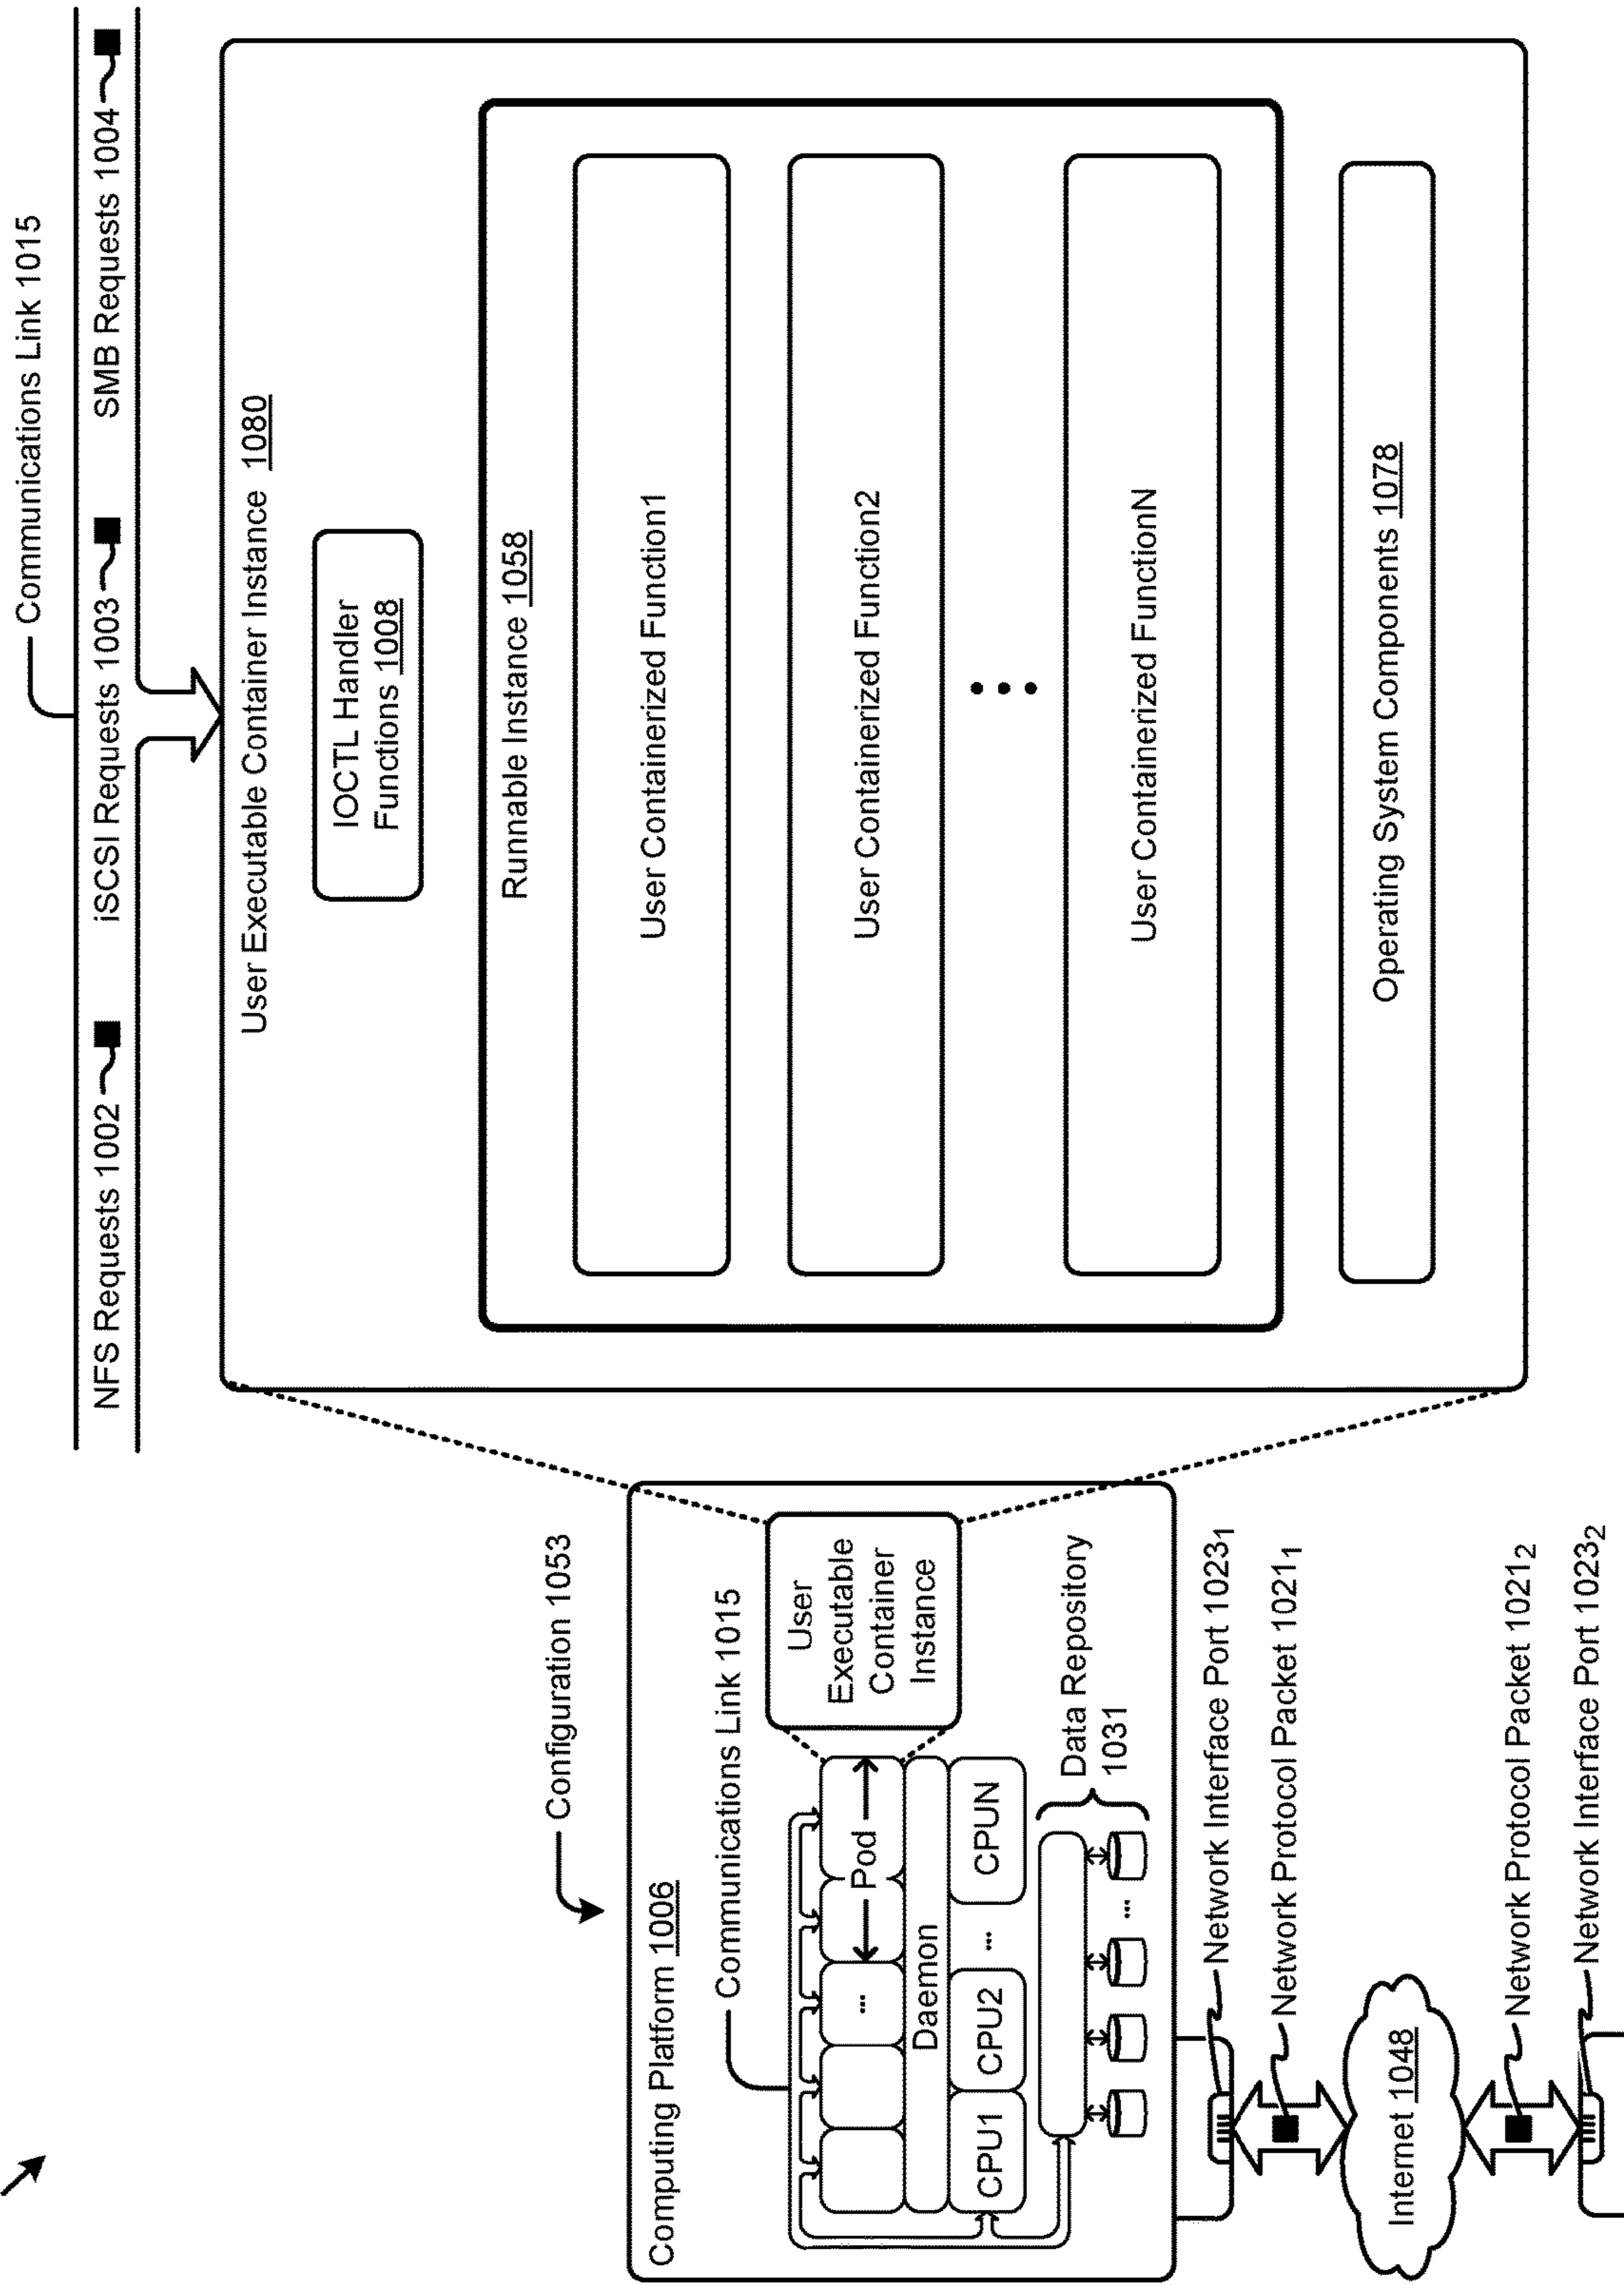 Communications Link 1015
NFS Requests 1002
iSCSI Requests 1003
SMB Requests 1004
User Executable Container Instance 1080
IOCTL Handler
Functions 1008
Runnable Instance 1058
User Containerized Function1
User Containerized Function2
User Containerized FunctionN
Operating System Components 1078
Configuration 1053
Computing Platform 1006
Communications Link 1015
User
Executable
Container
Instance
...
Pod
Daemon
CPU1
CPU2
...
CPUN
Data Repository
1031
...
Network Interface Port 1023₁
Network Protocol Packet 1021₁
Internet 1048
Network Protocol Packet 1021₂
Network Interface Port 1023₂